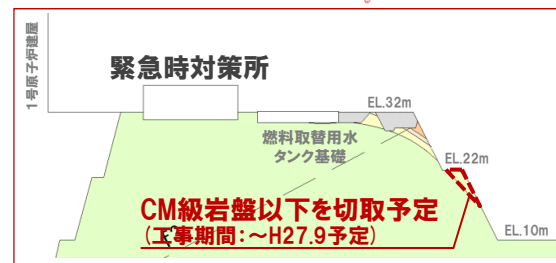 1号原子炉建屋
緊急時対策所
EL.32m
燃料取替用水
タンク基礎
EL.22m
CM級岩盤以下を切取予定
(工事期間:~H27.9予定)
EL.10m